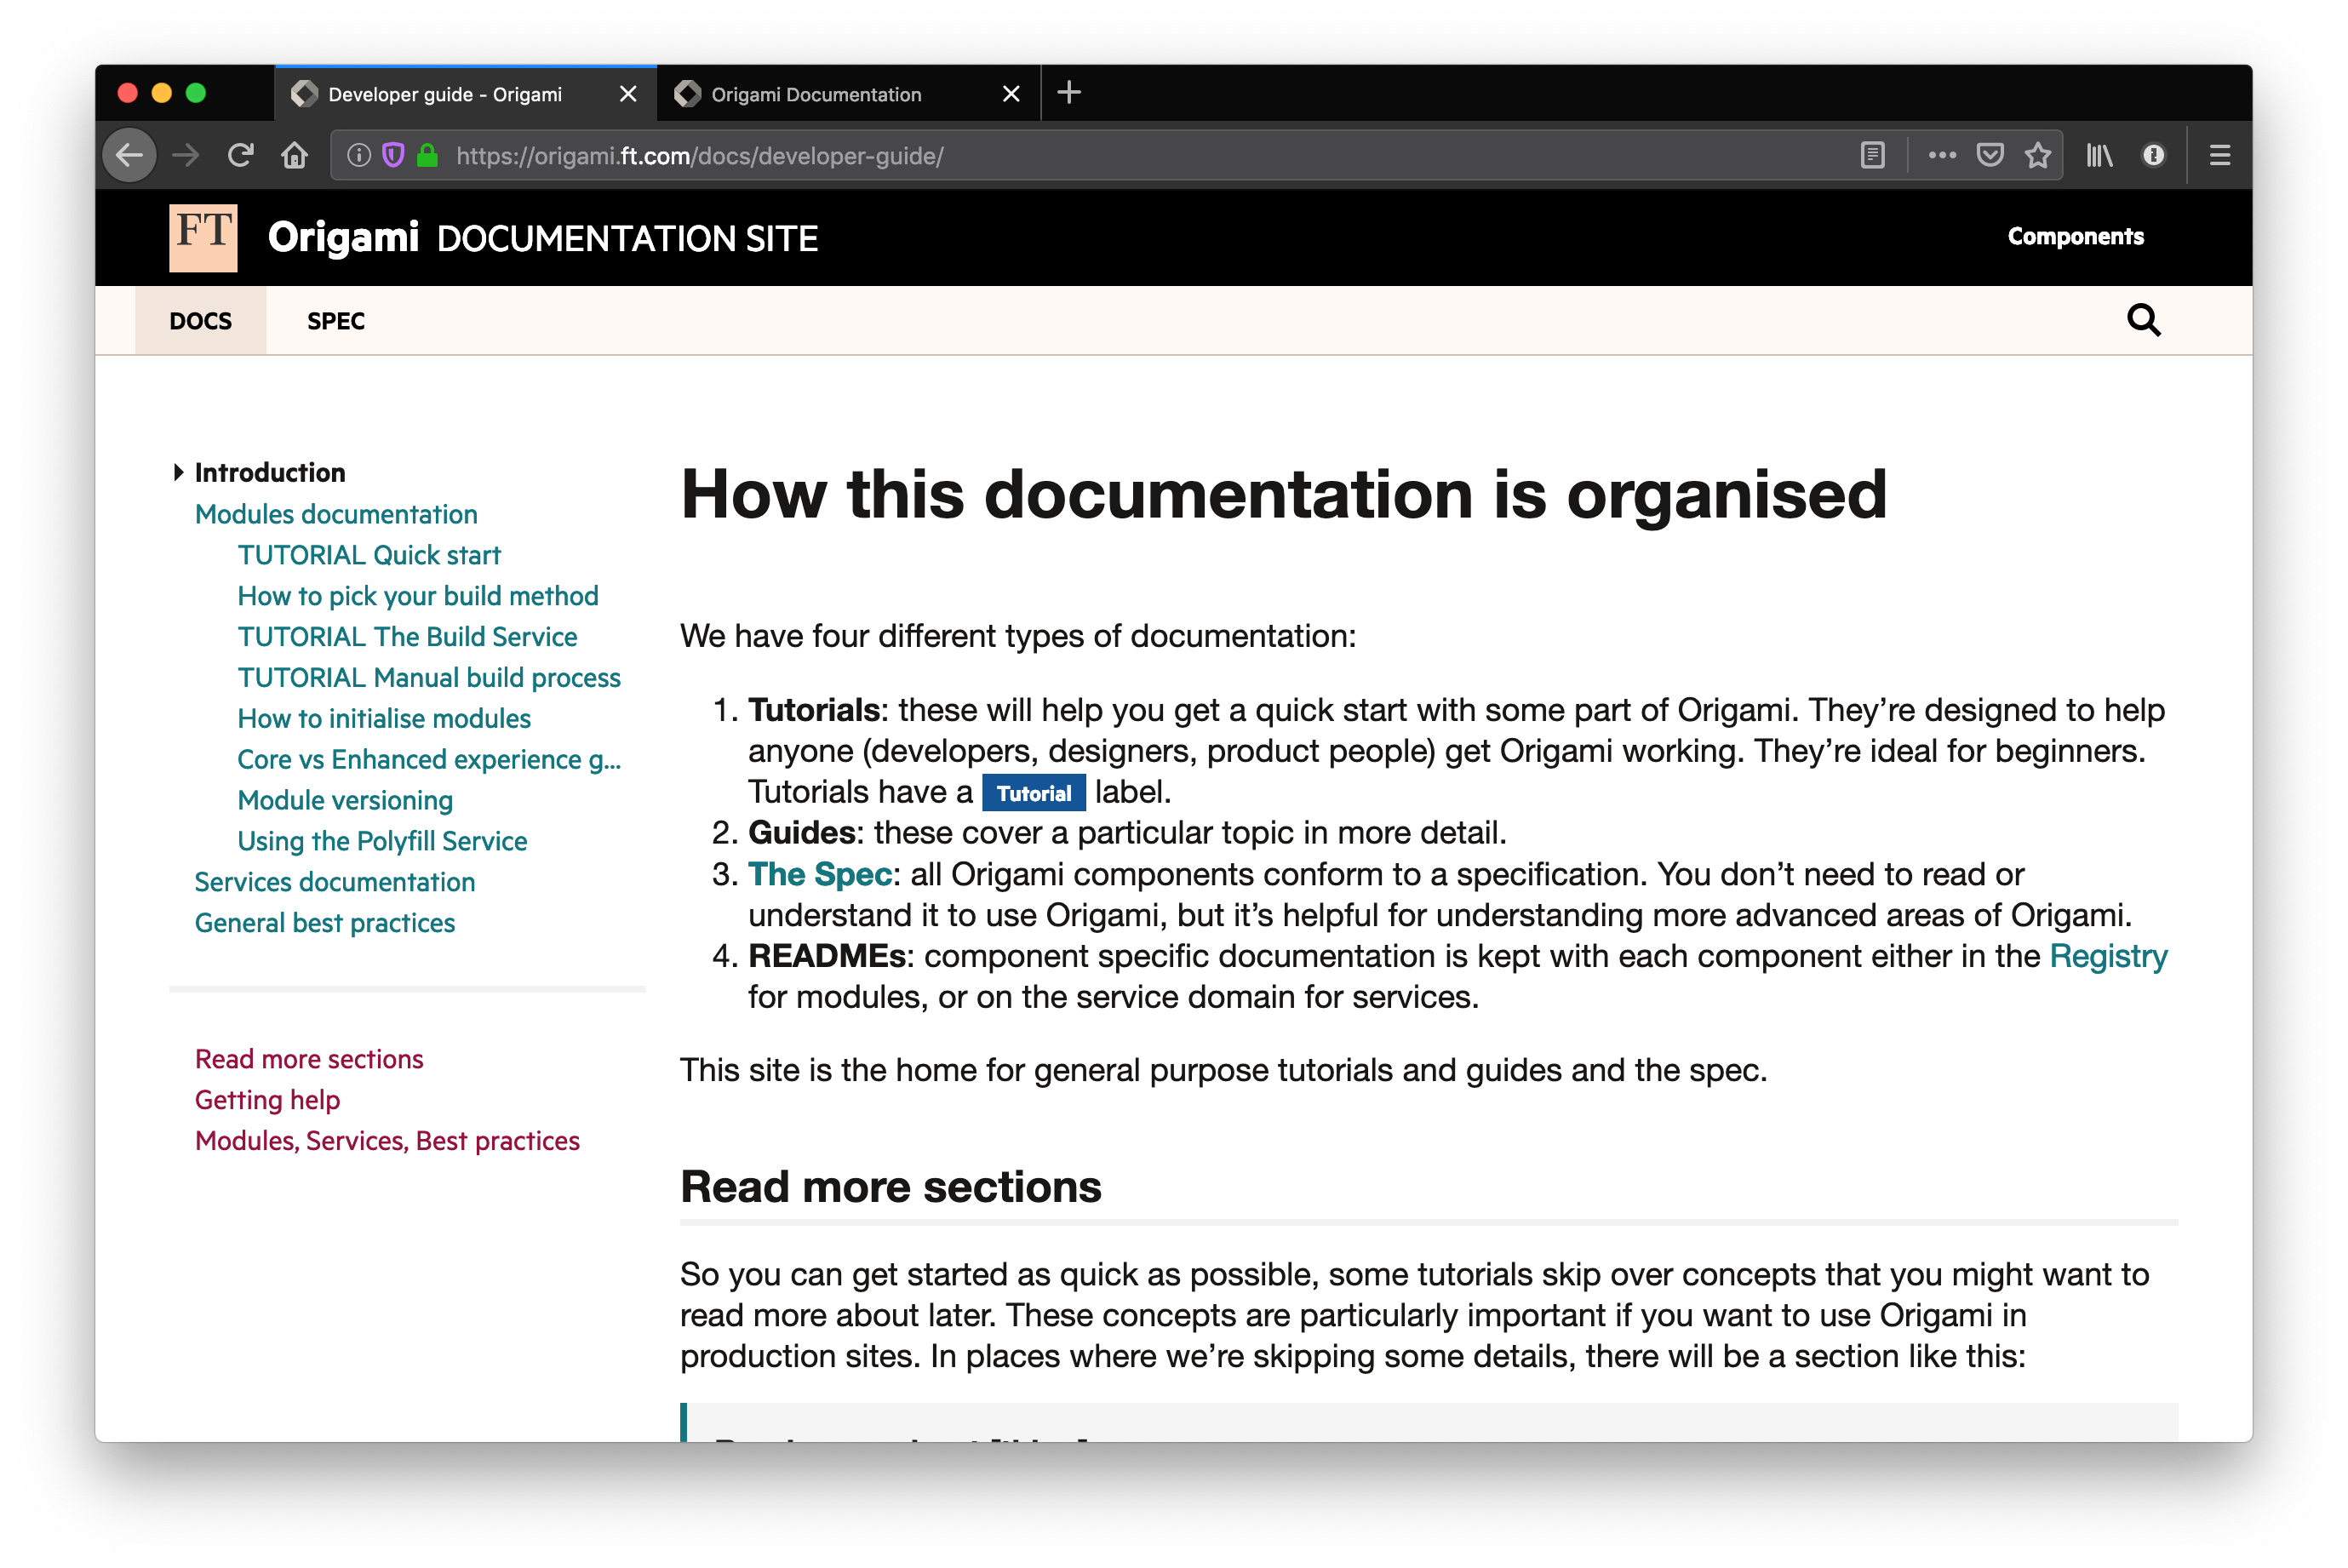 Developer guide - Origami
Origami Documentation
https://origami.ft.com/docs/developer-guide/
FT
Origami DOCUMENTATION SITE
Components
DOCS
SPEC
Introduction
Modules documentation
TUTORIAL Quick start
How to pick your build method
TUTORIAL The Build Service
TUTORIAL Manual build process
How to initialise modules
Core vs Enhanced experience g...
Module versioning
Using the Polyfill Service
Services documentation
General best practices
Read more sections
Getting help
Modules, Services, Best practices
How this documentation is organised
We have four different types of documentation:
1. Tutorials: these will help you get a quick start with some part of Origami. They’re designed to help
anyone (developers, designers, product people) get Origami working. They’re ideal for beginners.
Tutorials have a Tutorial label.
2. Guides: these cover a particular topic in more detail.
3. The Spec: all Origami components conform to a specification. You don’t need to read or
understand it to use Origami, but it’s helpful for understanding more advanced areas of Origami.
4. READMEs: component specific documentation is kept with each component either in the Registry
for modules, or on the service domain for services.
This site is the home for general purpose tutorials and guides and the spec.
Read more sections
So you can get started as quick as possible, some tutorials skip over concepts that you might want to
read more about later. These concepts are particularly important if you want to use Origami in
production sites. In places where we’re skipping some details, there will be a section like this: